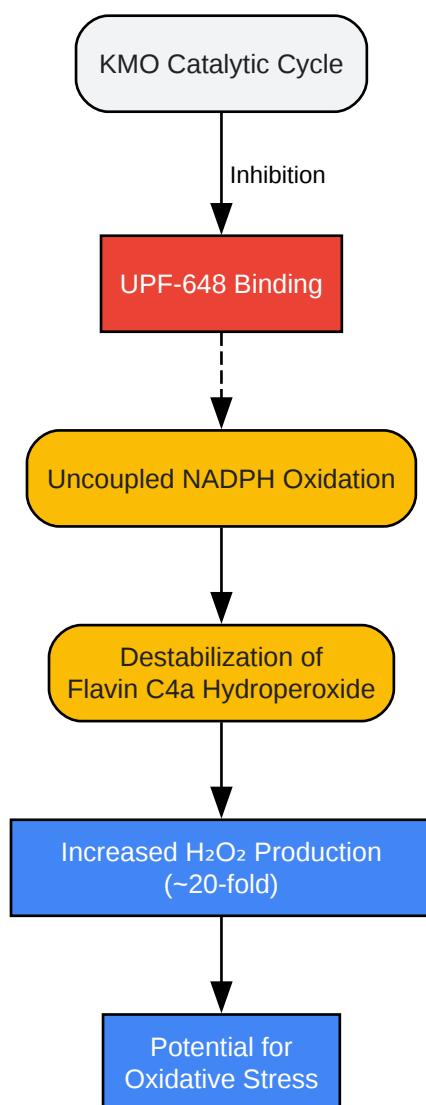 KMO Catalytic Cycle
Inhibition
UPF-648 Binding
Uncoupled NADPH Oxidation
Destabilization of
Flavin C4a Hydroperoxide
Increased H₂O₂ Production
(~20-fold)
Potential for
Oxidative Stress